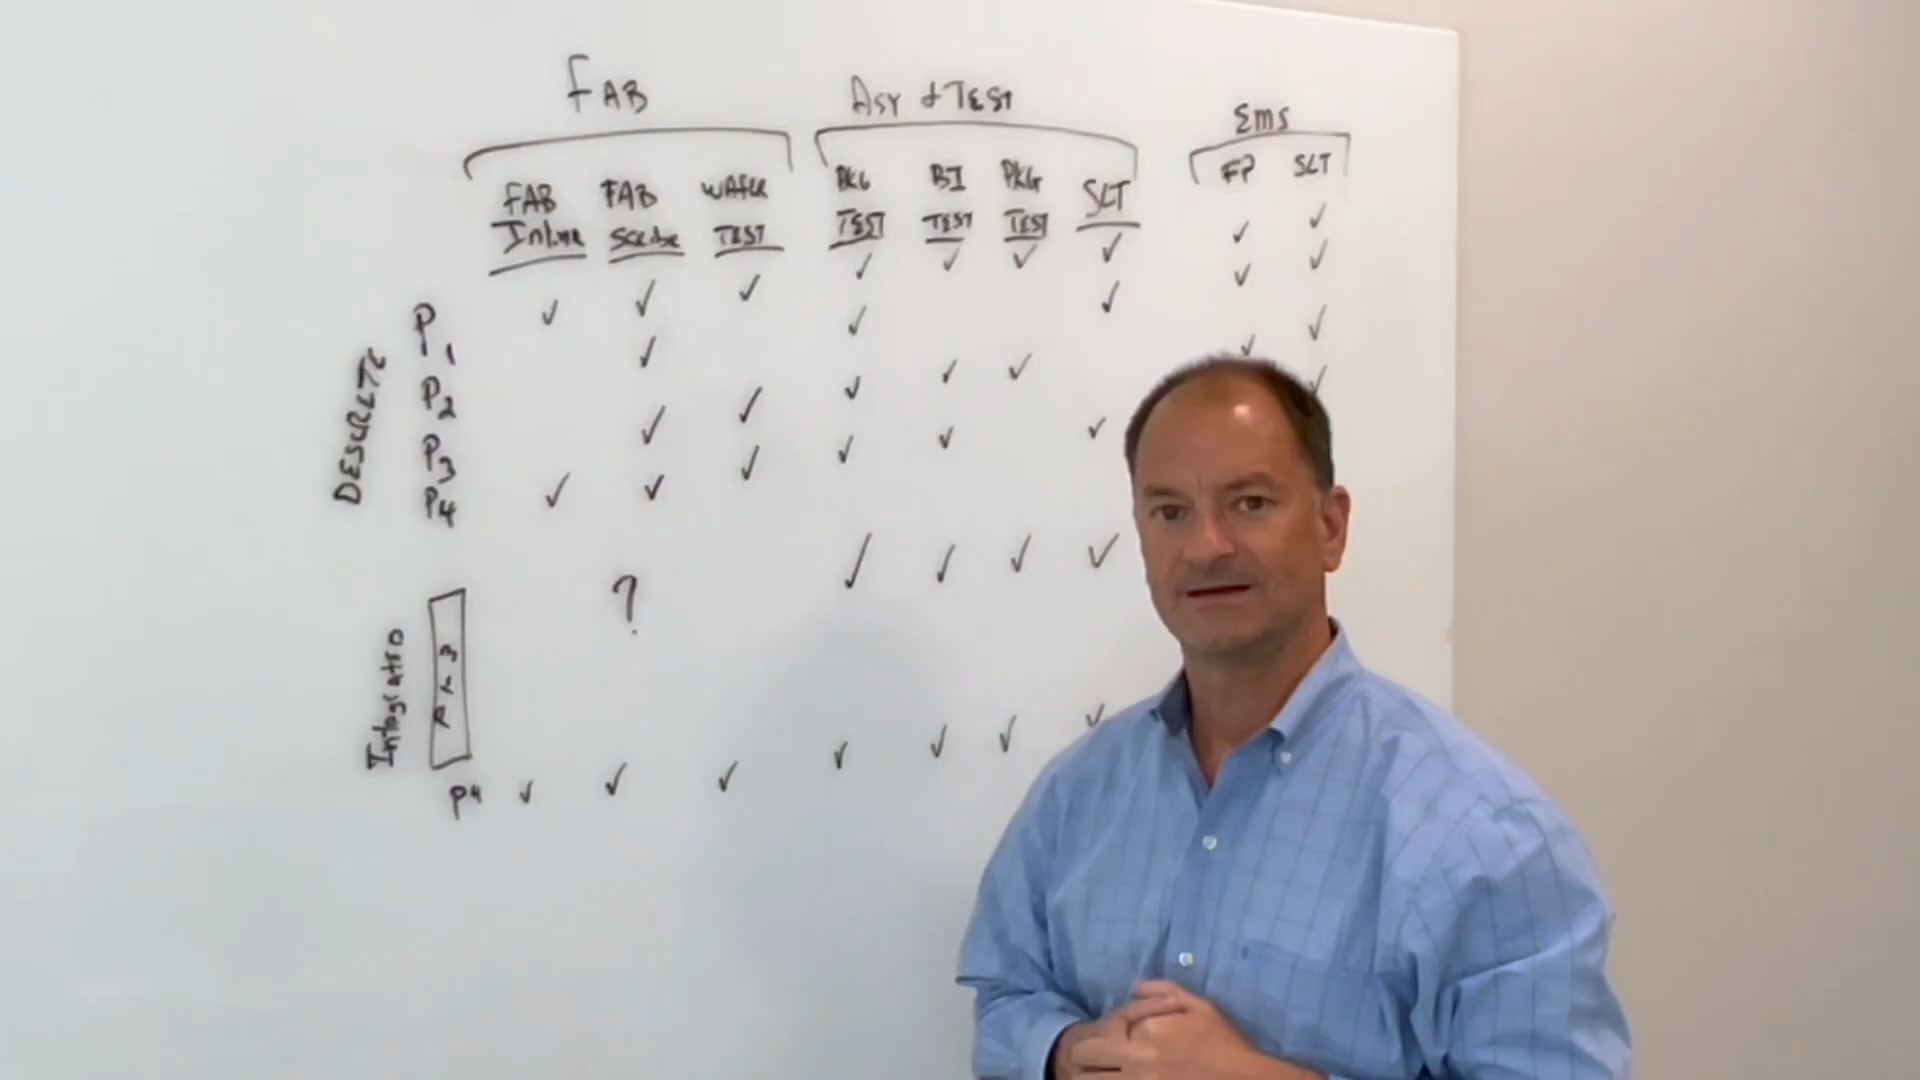 FAB
ASY & TEST
EMS
FAB Inline
FAB
WAFER TEST
PKG TEST
BI TEST
PKG TEST
SLT
FP
SLT
✓ ✓ ✓ ✓ ✓ ✓ ✓ ✓ ✓
P1
✓ ✓ ✓ ✓ ✓
P2
✓ ✓ ✓ ✓ ✓ ✓ ✓
P3
✓ ✓ ✓ ✓ ✓ ✓ ✓
P4
DESCRETE
? ✓ ✓ ✓ ✓
Integrated
P4 ✓ ✓ ✓ ✓ ✓ ✓ ✓